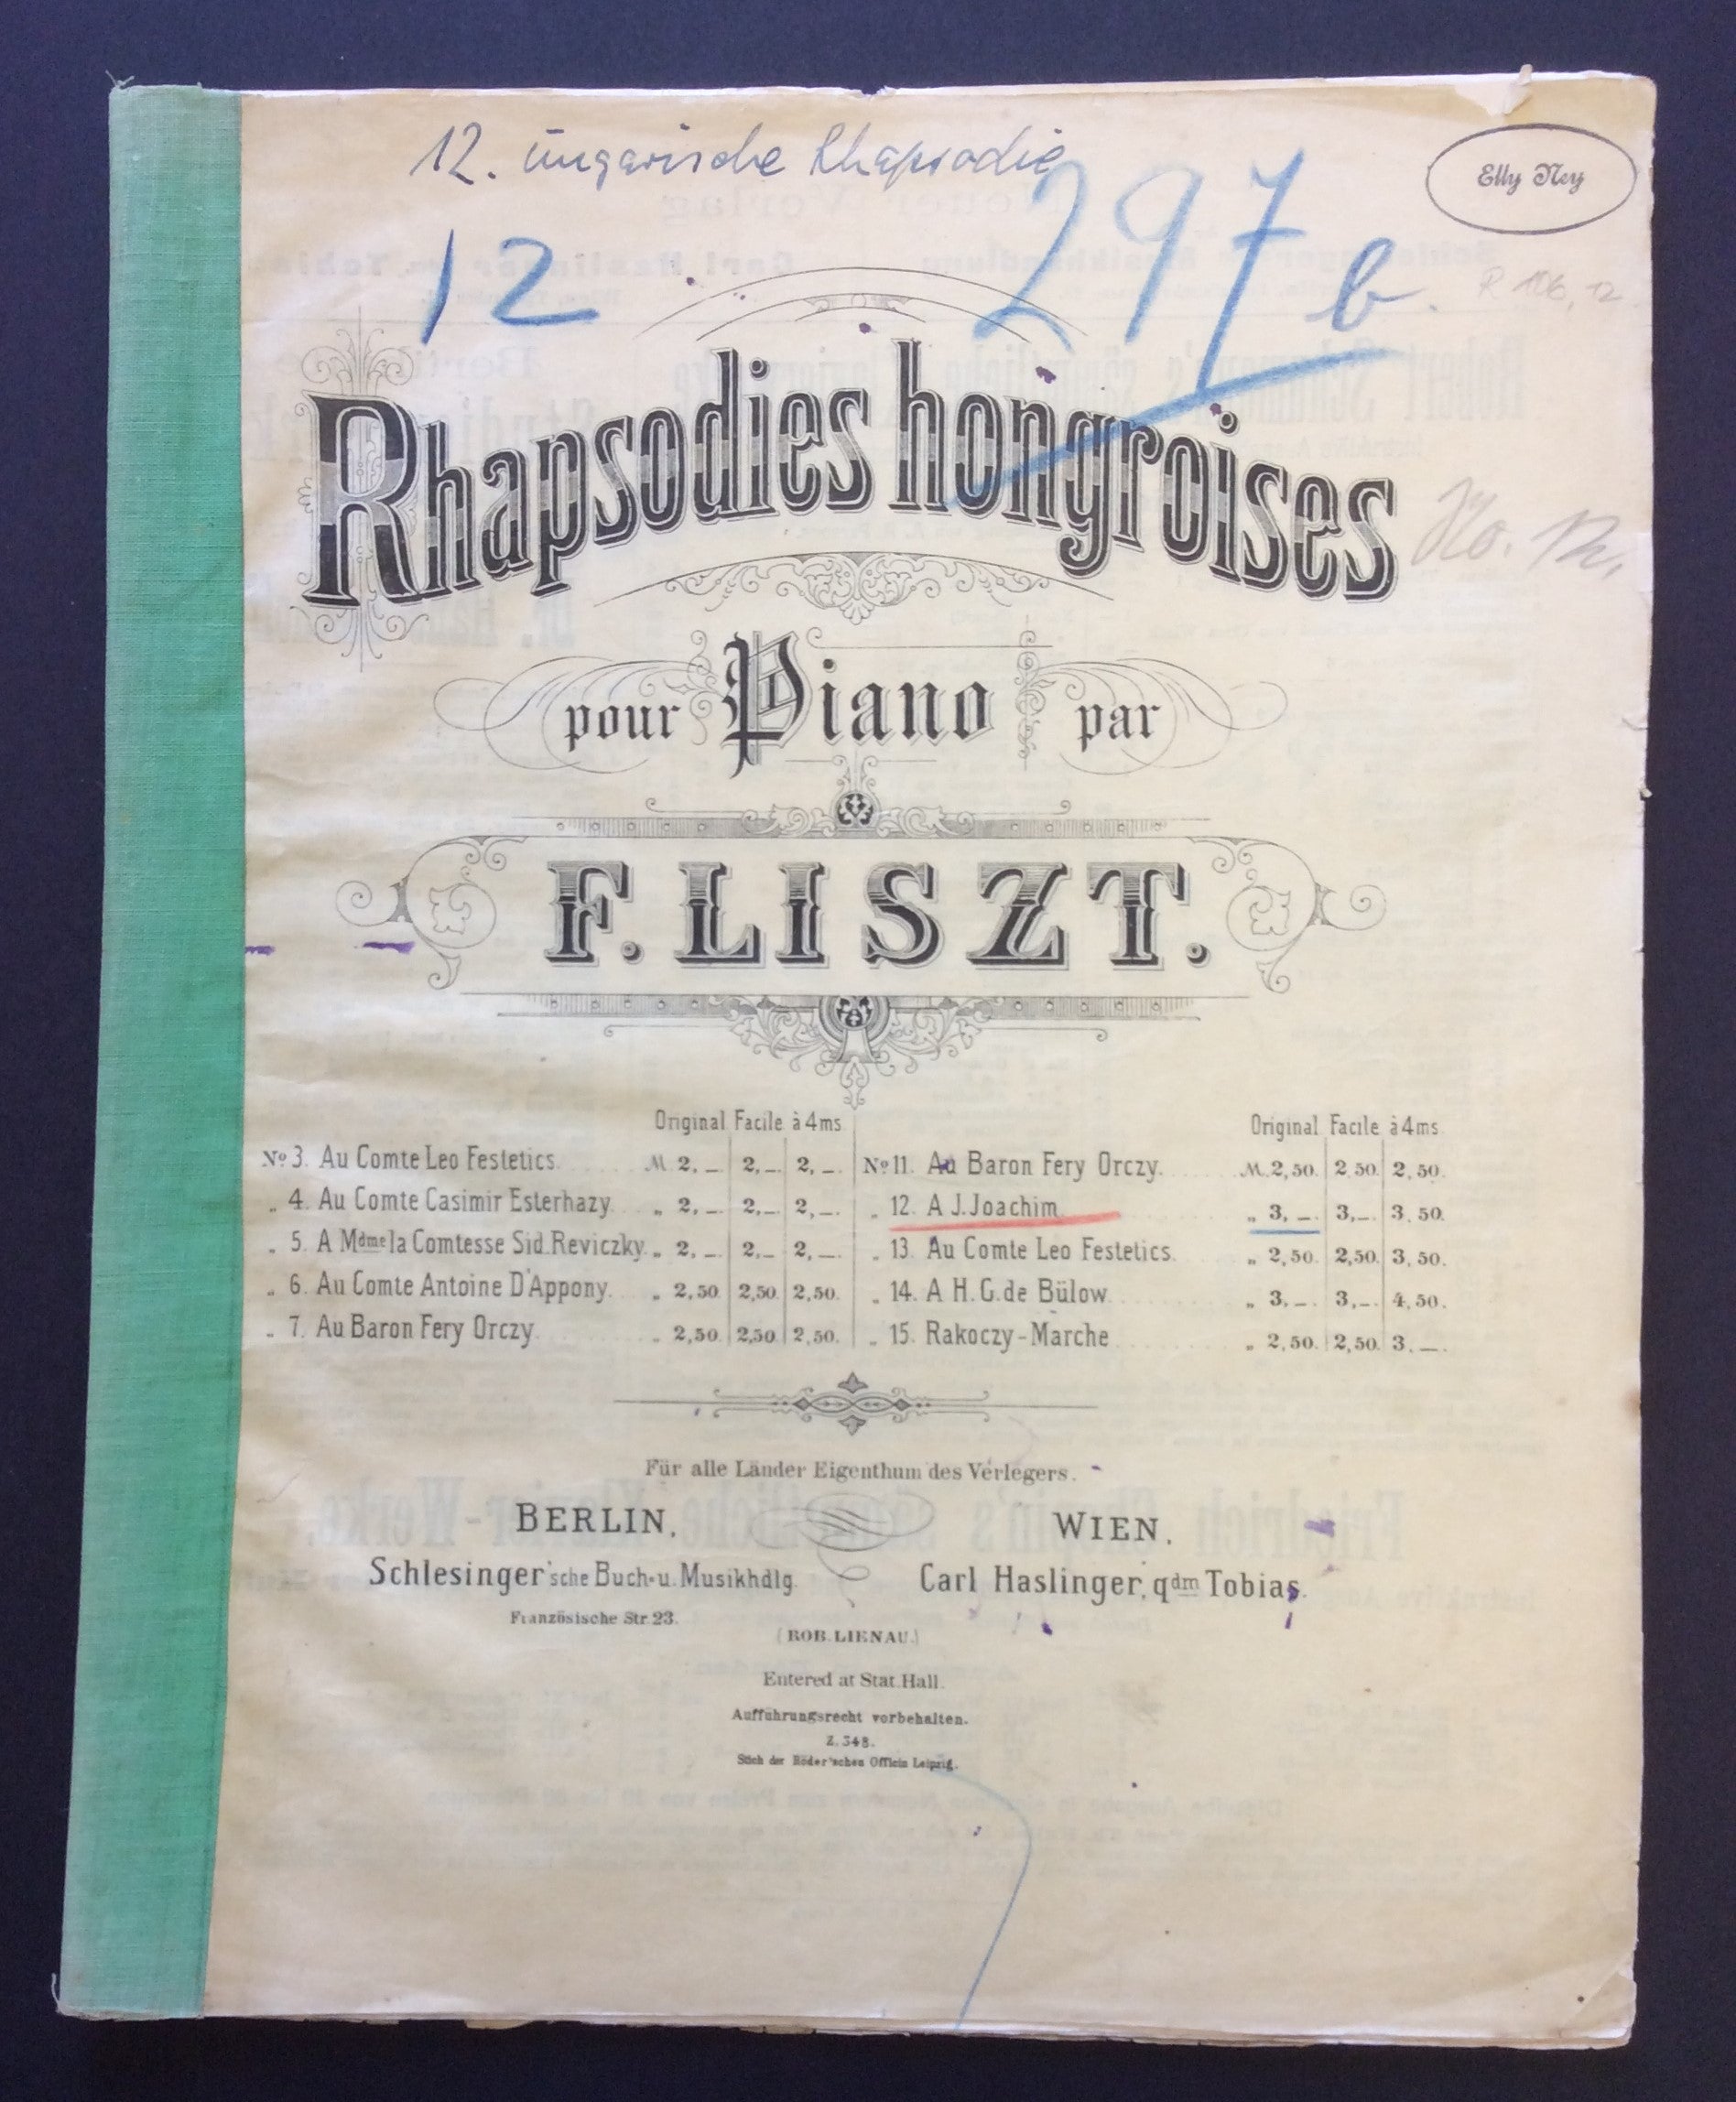 12. ungarische Rhapsodie
Elly Ney
12
297 b.
R 106, 12
Rhapsodies hongroises
No. 12.
pour Piano par
F. LISZT.
Original Facile à 4 ms Original Facile à 4 ms
No 3. Au Comte Leo Festetics. M. 2, _ 2, _ 2, _. No 11. Au Baron Fery Orczy. M. 2,50. 2,50. 2,50.
„ 4. Au Comte Casimir Esterhazy. „ 2, _. 2, _. 2, _. „ 12. A J. Joachim „ 3, _. 3, _. 3,50.
„ 5. A Mdme la Comtesse Sid. Reviczky. „ 2, _. 2, _ 2, _. „ 13. Au Comte Leo Festetics. „ 2,50. 2,50. 3,50.
„ 6. Au Comte Antoine D'Appony. „ 2,50. 2,50. 2,50. „ 14. A H. G. de Bülow „ 3, _. 3, _. 4,50.
„ 7. Au Baron Fery Orczy. „ 2,50. 2,50. 2,50. „ 15. Rakoczy-Marche „ 2,50. 2,50. 3, _.
Für alle Länder Eigenthum des Verlegers.
BERLIN, WIEN,
Schlesinger'sche Buch- u. Musikhdlg. Carl Haslinger, qdm Tobias.
Französische Str. 23.
(ROB. LIENAU.)
Entered at Stat. Hall.
Aufführungsrecht vorbehalten.
Z. 348.
Stich der Röder'schen Officin Leipzig.